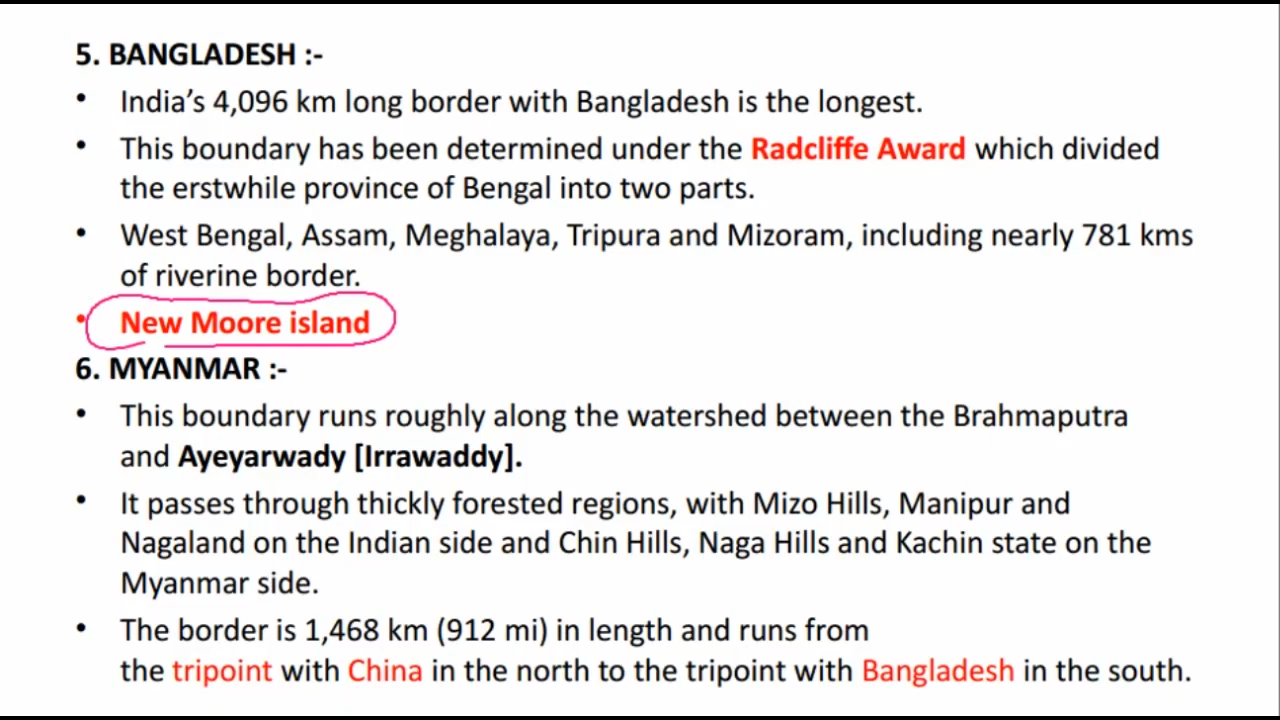 5. BANGLADESH :-
• India’s 4,096 km long border with Bangladesh is the longest.
• This boundary has been determined under the Radcliffe Award which divided
the erstwhile province of Bengal into two parts.
• West Bengal, Assam, Meghalaya, Tripura and Mizoram, including nearly 781 kms
of riverine border.
• New Moore island
6. MYANMAR :-
• This boundary runs roughly along the watershed between the Brahmaputra
and Ayeyarwady [Irrawaddy].
• It passes through thickly forested regions, with Mizo Hills, Manipur and
Nagaland on the Indian side and Chin Hills, Naga Hills and Kachin state on the
Myanmar side.
• The border is 1,468 km (912 mi) in length and runs from
the tripoint with China in the north to the tripoint with Bangladesh in the south.